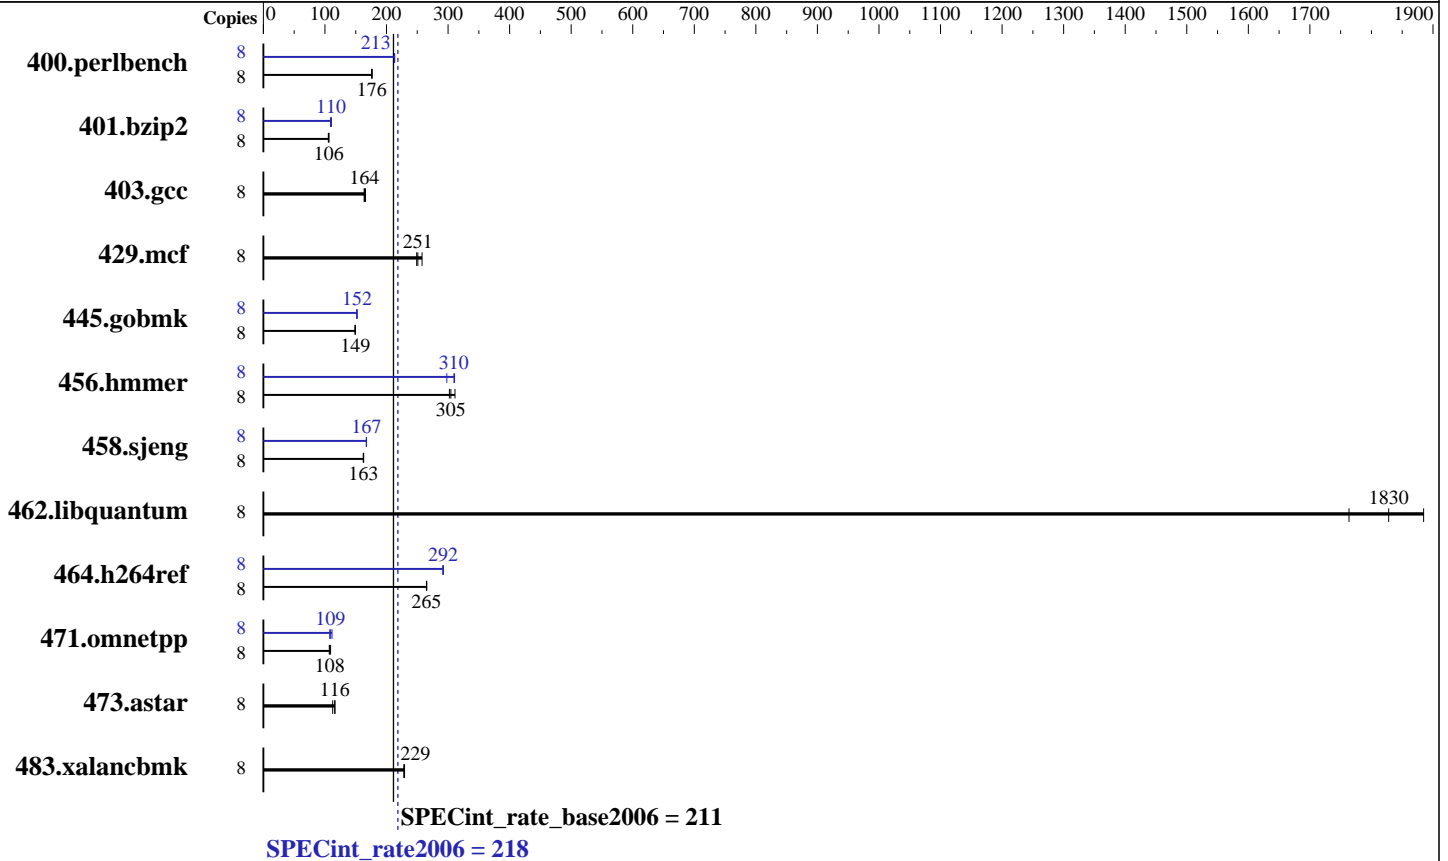 Copies 0 100 200 300 400 500 600 700 800 900 1000 1100 1200 1300 1400 1500 1600 1700 1900
400.perlbench 8 213
8 176
401.bzip2 8 110
8 106
403.gcc 8 164
429.mcf 8 251
445.gobmk 8 152
8 149
456.hmmer 8 310
8 305
458.sjeng 8 167
8 163
462.libquantum 8 1830
464.h264ref 8 292
8 265
471.omnetpp 8 109
8 108
473.astar 8 116
483.xalancbmk 8 229
SPECint_rate_base2006 = 211
SPECint_rate2006 = 218